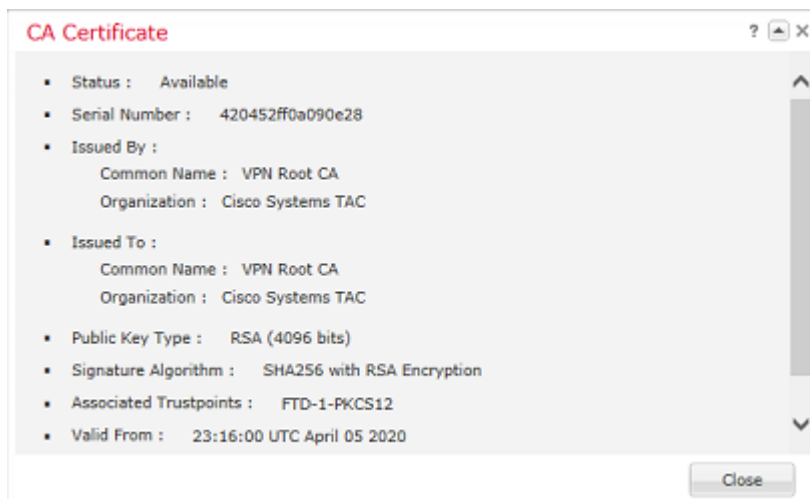 CA Certificate
?
Status : Available
Serial Number : 420452ff0a090e28
Issued By :
Common Name : VPN Root CA
Organization : Cisco Systems TAC
Issued To :
Common Name : VPN Root CA
Organization : Cisco Systems TAC
Public Key Type : RSA (4096 bits)
Signature Algorithm : SHA256 with RSA Encryption
Associated Trustpoints : FTD-1-PKCS12
Valid From : 23:16:00 UTC April 05 2020
Close